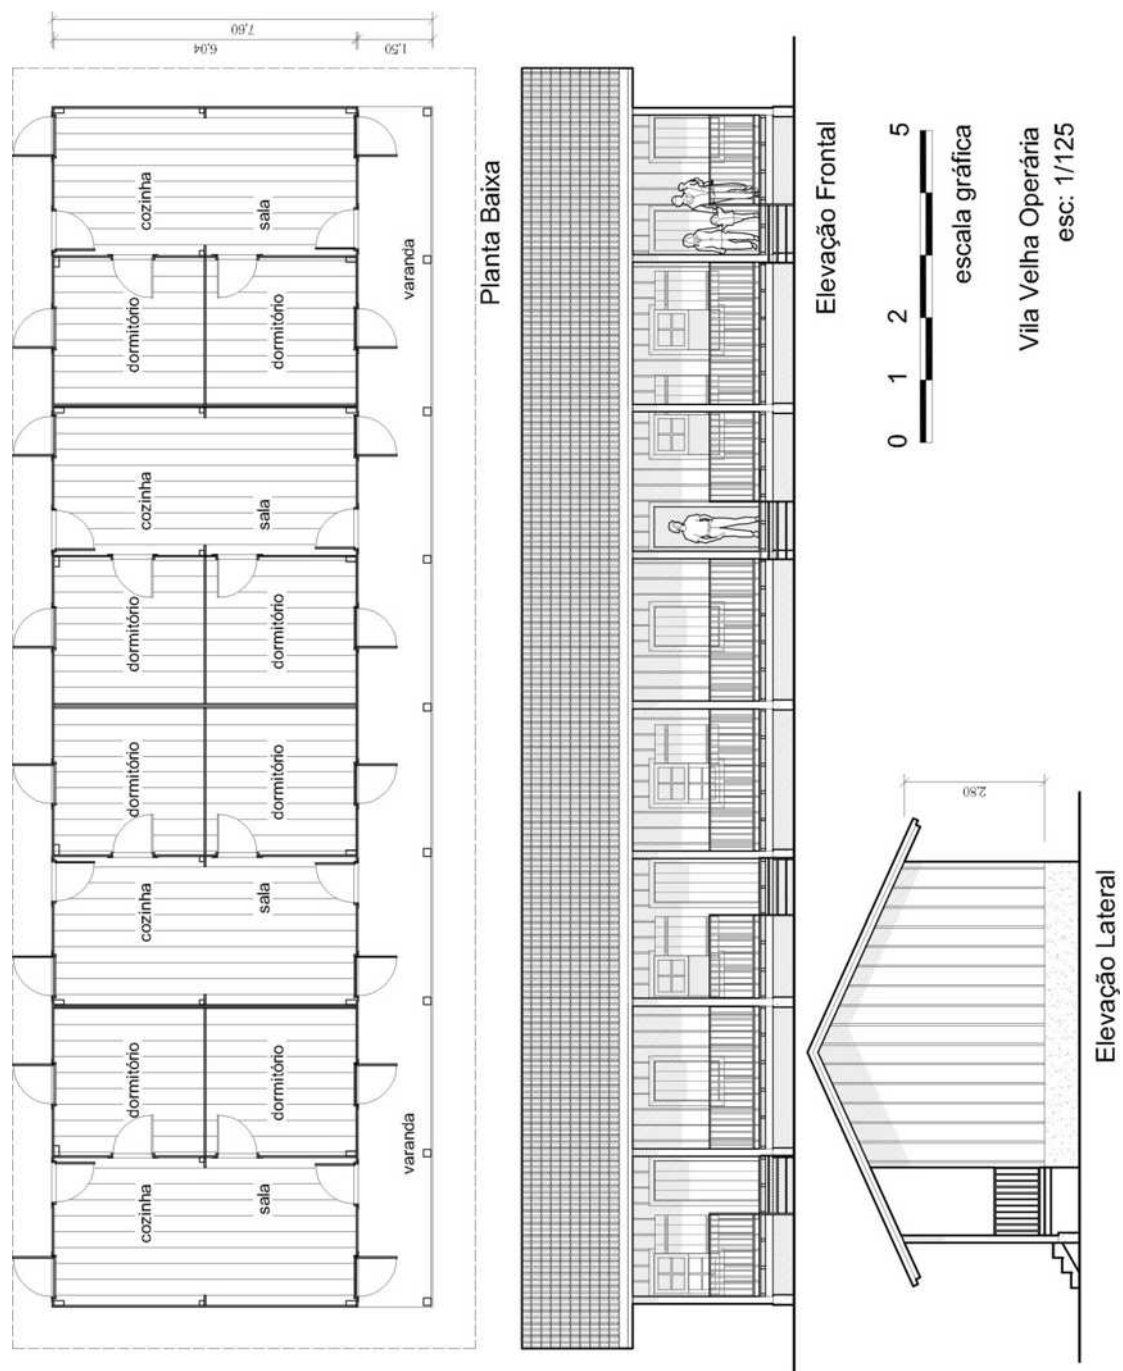 cozinha
dormitório
cozinha
dormitório
dormitório
cozinha
dormitório
cozinha
6,04
7,60
sala
dormitório
sala
dormitório
dormitório
sala
dormitório
sala
varanda
varanda
1,50
Planta Baixa
Elevação Frontal
0 1 2 5
escala gráfica
Vila Velha Operária
esc: 1/125
2,80
Elevação Lateral